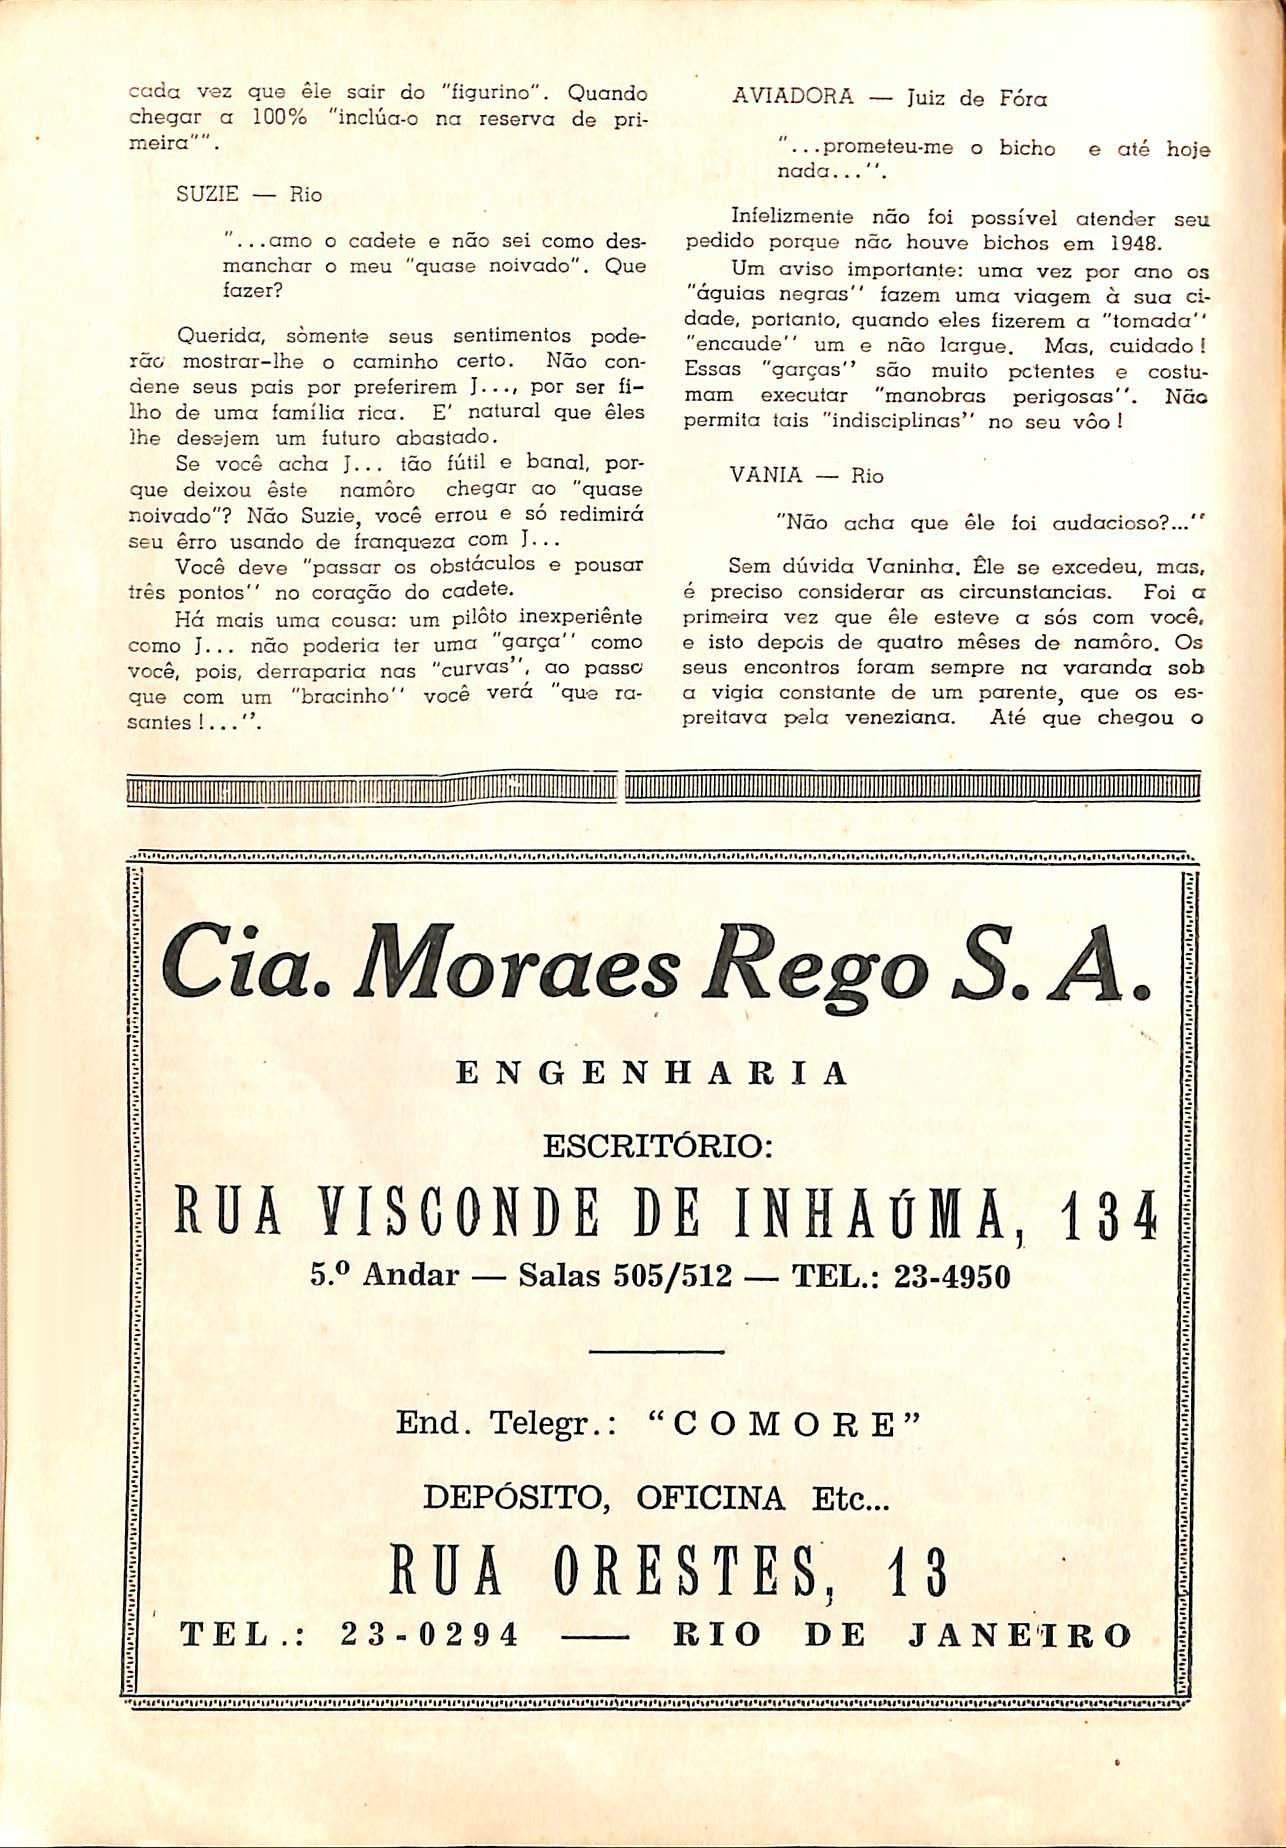 cada vez que êle sair do "figurino". Quando
chegar a 100% "inclúa-o na reserva de pri-
meira"".
SUZIE — Rio
"...amo o cadete e não sei como des-
manchar o meu "quase noivado". Que
fazer?
Querida, sòmente seus sentimentos pode-
rão mostrar-lhe o caminho certo. Não con-
dene seus pais por preferirem J..., por ser fi-
lho de uma família rica. E' natural que êles
lhe desejem um futuro abastado.
Se você acha J... tão fútil e banal, por-
que deixou êste namôro chegar ao "quase
noivado"? Não Suzie, você errou e só redimirá
seu êrro usando de franqueza com J...
Você deve "passar os obstáculos e pousar
três pontos'' no coração do cadete.
Há mais uma cousa: um pilôto inexperiênte
como J... não poderia ter uma "garça'' como
você, pois, derraparia nas "curvas'', ao passo
que com um "bracinho'' você verá "que ra-
santes !...''.
AVIADORA — Juiz de Fóra
"...prometeu-me o bicho e até hoje
nada...''.
Infelizmente não foi possível atender seu
pedido porque não houve bichos em 1948.
Um aviso importante: uma vez por ano os
"águias negras'' fazem uma viagem à sua ci-
dade, portanto, quando eles fizerem a "tomada''
"encaude'' um e não largue. Mas, cuidado !
Essas "garças'' são muito potentes e costu-
mam executar "manobras perigosas''. Não
permita tais "indisciplinas'' no seu vôo !
VANIA — Rio
"Não acha que êle foi audacioso?...''
Sem dúvida Vaninha. Êle se excedeu, mas,
é preciso considerar as circunstancias. Foi a
primeira vez que êle esteve a sós com você,
e isto depois de quatro mêses de namôro. Os
seus encontros foram sempre na varanda sob
a vigia constante de um parente, que os es-
preitava pela veneziana. Até que chegou o
Cia. Moraes Rego S. A.
ENGENHARIA
ESCRITÓRIO:
RUA VISCONDE DE INHAÚMA, 134
5.º Andar — Salas 505/512 — TEL.: 23-4950
End. Telegr.: "COMORE"
DEPÓSITO, OFICINA Etc...
RUA ORESTES, 13
TEL.: 23-0294 — RIO DE JANEIRO